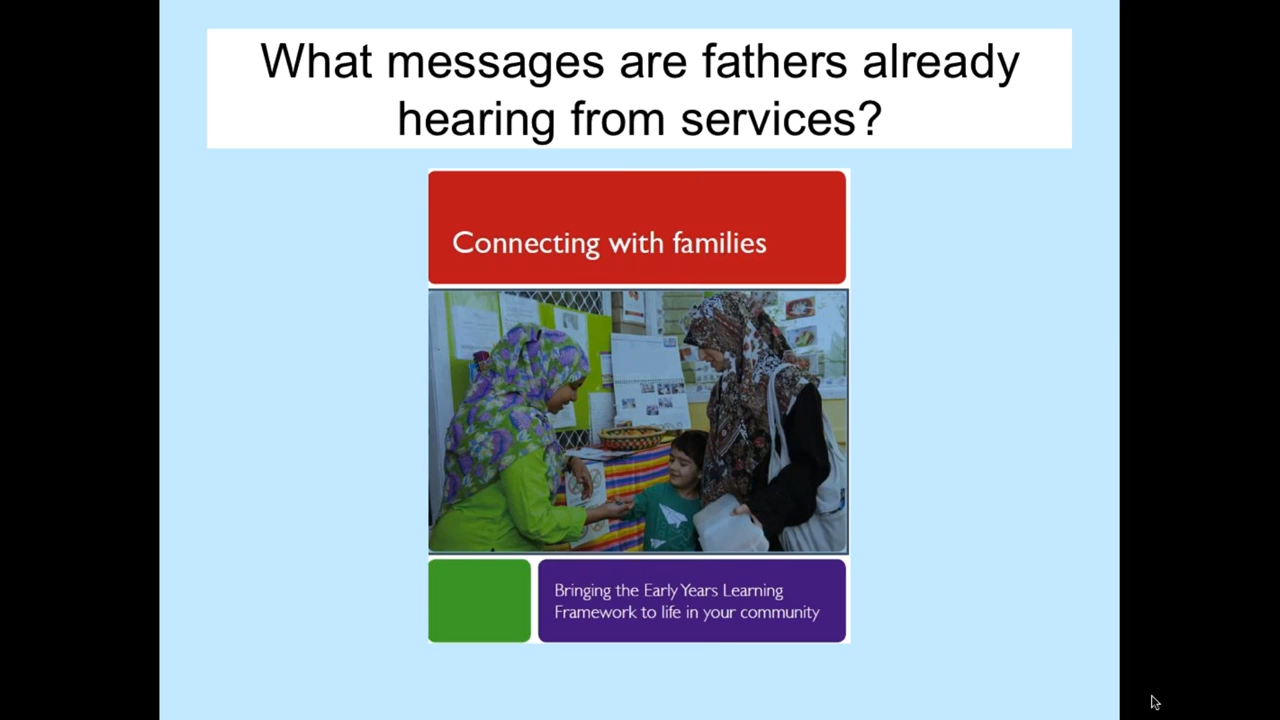 What messages are fathers already
hearing from services?
Connecting with families
Bringing the Early Years Learning
Framework to life in your community